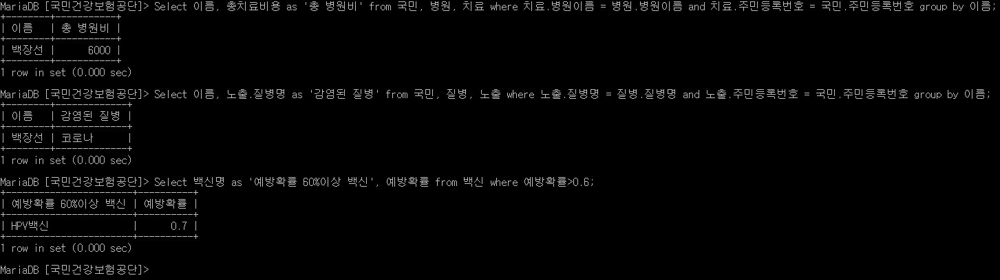 MariaDB [국민건강보험공단]> Select 이름, 총치료비용 as '총 병원비' from 국민, 병원, 치료 where 치료.병원이름 = 병원.병원이름 and 치료.주민등록번호 = 국민.주민등록번호 group by 이름;
+--------+-----------+
| 이름   | 총 병원비 |
+--------+-----------+
| 백장선 |      6000 |
+--------+-----------+
1 row in set (0.000 sec)
MariaDB [국민건강보험공단]> Select 이름, 노출.질병명 as '감염된 질병' from 국민, 질병, 노출 where 노출.질병명 = 질병.질병명 and 노출.주민등록번호 = 국민.주민등록번호 group by 이름;
+--------+-------------+
| 이름   | 감염된 질병 |
+--------+-------------+
| 백장선 | 코로나      |
+--------+-------------+
1 row in set (0.000 sec)
MariaDB [국민건강보험공단]> Select 백신명 as '예방확률 60%이상 백신', 예방확률 from 백신 where 예방확률>0.6;
+-----------------------+----------+
| 예방확률 60%이상 백신 | 예방확률 |
+-----------------------+----------+
| HPV백신               |      0.7 |
+-----------------------+----------+
1 row in set (0.000 sec)
MariaDB [국민건강보험공단]>